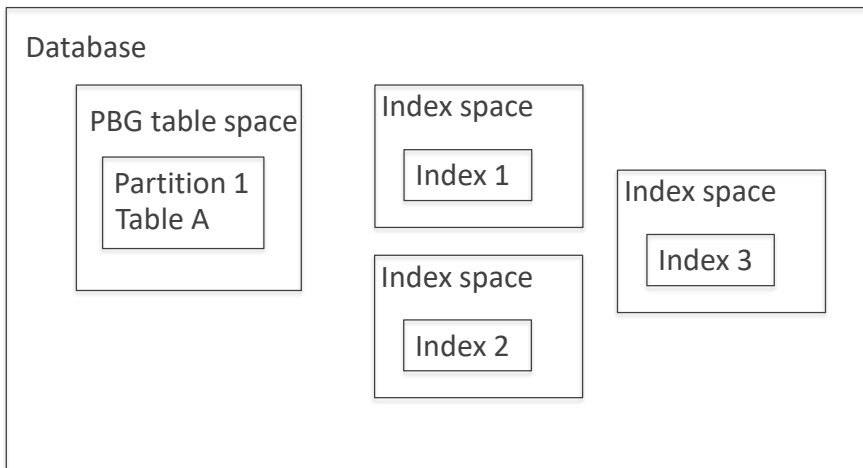 Database
PBG table space
Partition 1
Table A
Index space
Index 1
Index space
Index 2
Index space
Index 3